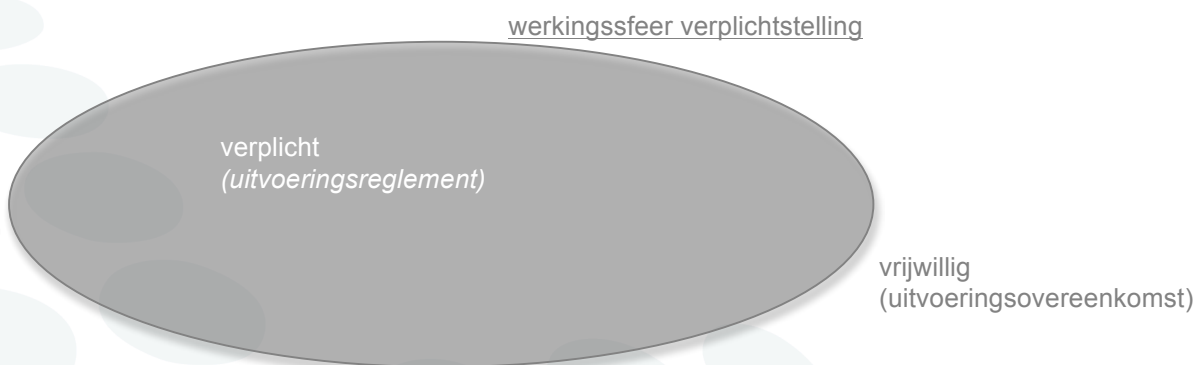 werkingssfeer verplichtstelling
verplicht
(uitvoeringsreglement)
vrijwillig
(uitvoeringsovereenkomst)